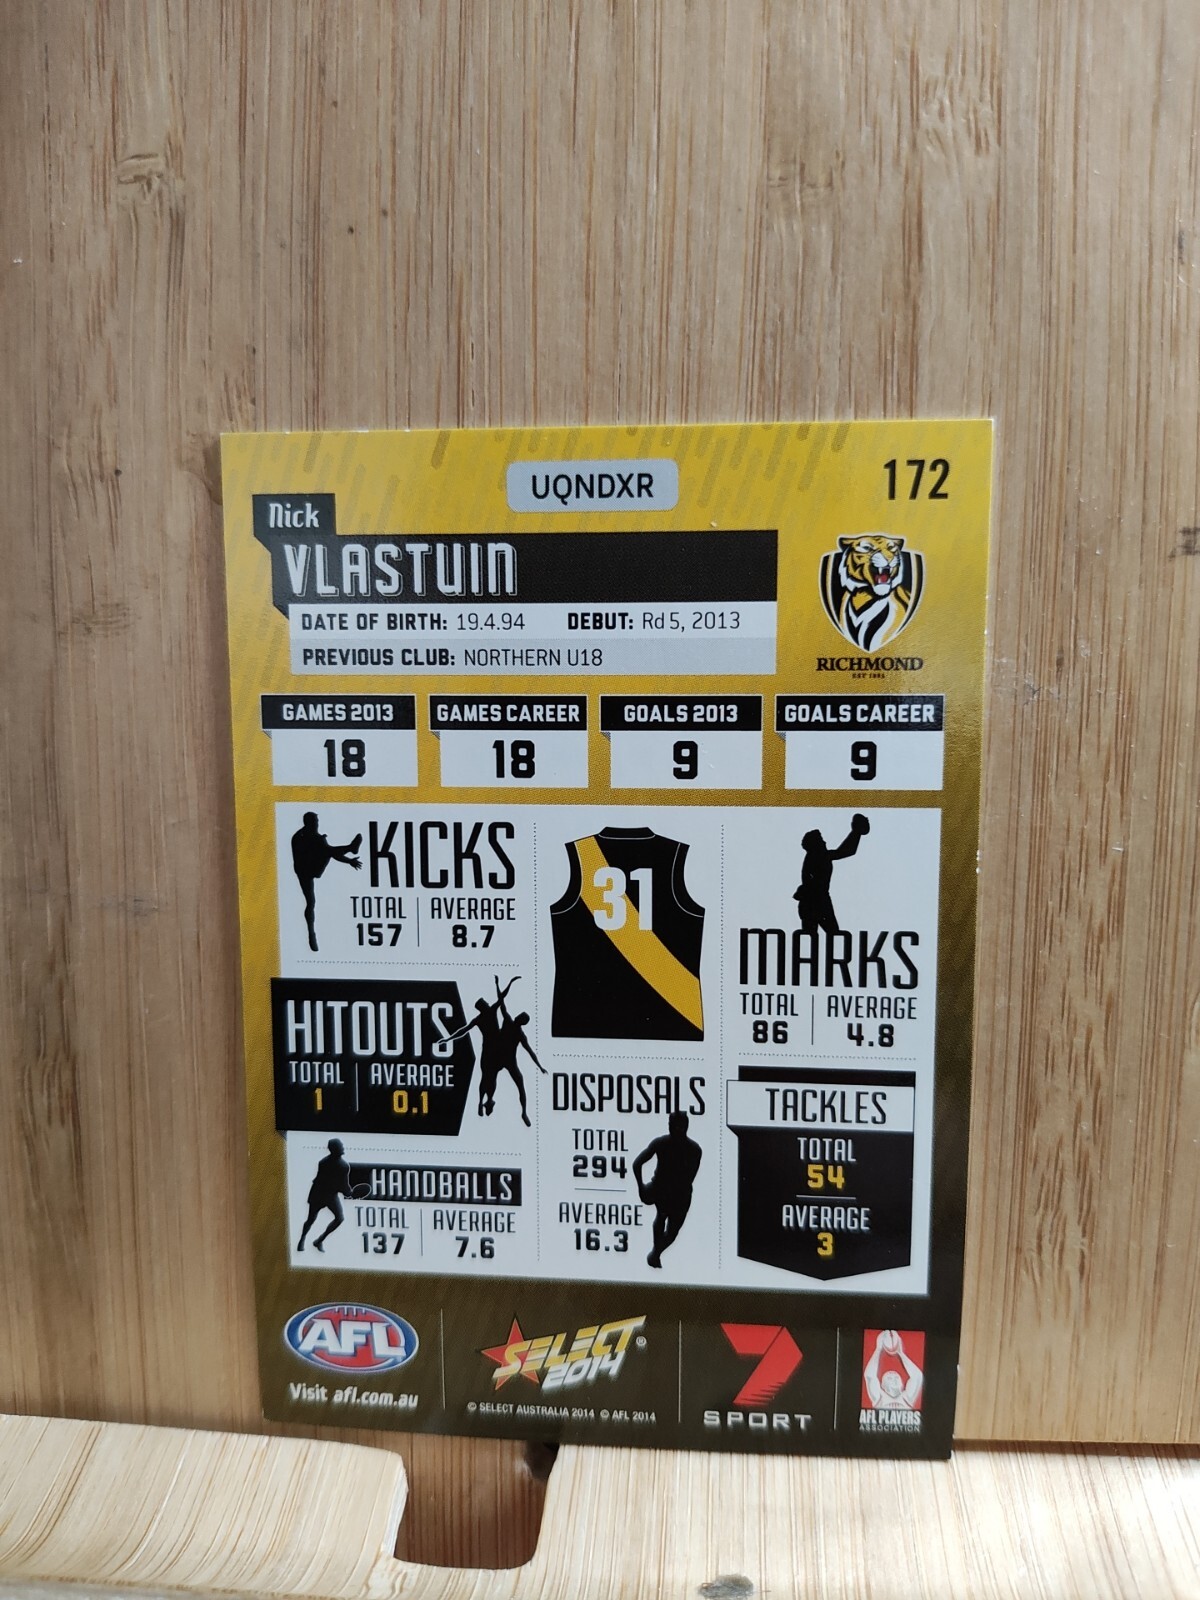 UQNDXR
172
Nick
VLASTUIN
DATE OF BIRTH: 19.4.94 DEBUT: Rd 5, 2013
PREVIOUS CLUB: NORTHERN U18
RICHMOND
EST 1885
GAMES 2013
18
GAMES CAREER
18
GOALS 2013
9
GOALS CAREER
9
KICKS
TOTAL
157
AVERAGE
8.7
31
MARKS
TOTAL
86
AVERAGE
4.8
HITOUTS
TOTAL
1
AVERAGE
0.1
DISPOSALS
TOTAL
294
AVERAGE
16.3
TACKLES
TOTAL
54
AVERAGE
3
HANDBALLS
TOTAL
137
AVERAGE
7.6
AFL
Visit afl.com.au
SELECT ®
2014
© SELECT AUSTRALIA 2014 © AFL 2014
7
SPORT
AFL PLAYERS
ASSOCIATION